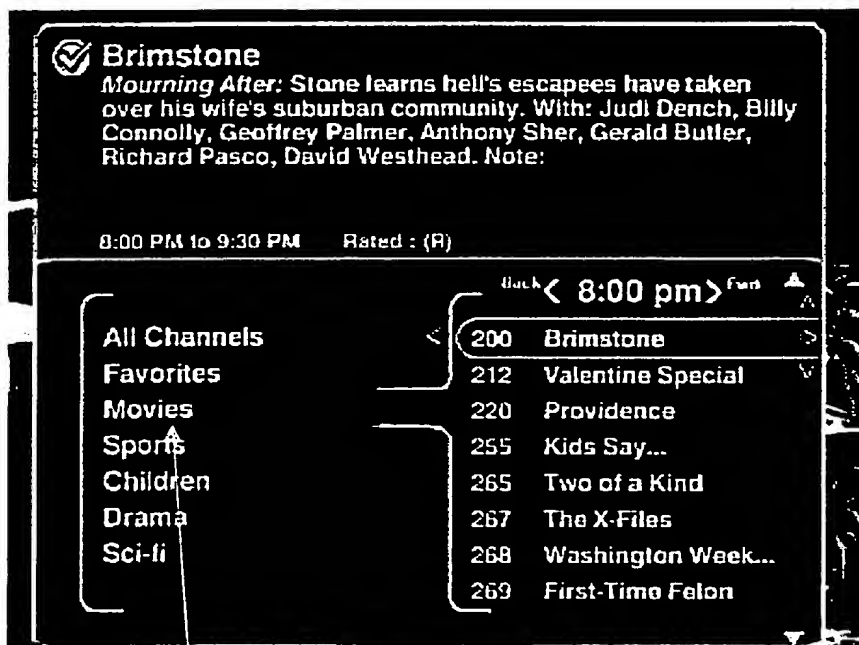 Brimstone
Mourning After: Stone learns hell's escapees have taken
over his wife's suburban community. With: Judi Dench, Billy
Connolly, Geoffrey Palmer, Anthony Sher, Gerald Butler,
Richard Pasco, David Westhead. Note:
8:00 PM to 9:30 PM Rated : (R)
Back < 8:00 pm > Fwd
All Channels
Favorites
Movies
Sports
Children
Drama
Sci-fi
200 Brimstone
212 Valentine Special
220 Providence
255 Kids Say...
265 Two of a Kind
267 The X-Files
268 Washington Week...
269 First-Time Felon